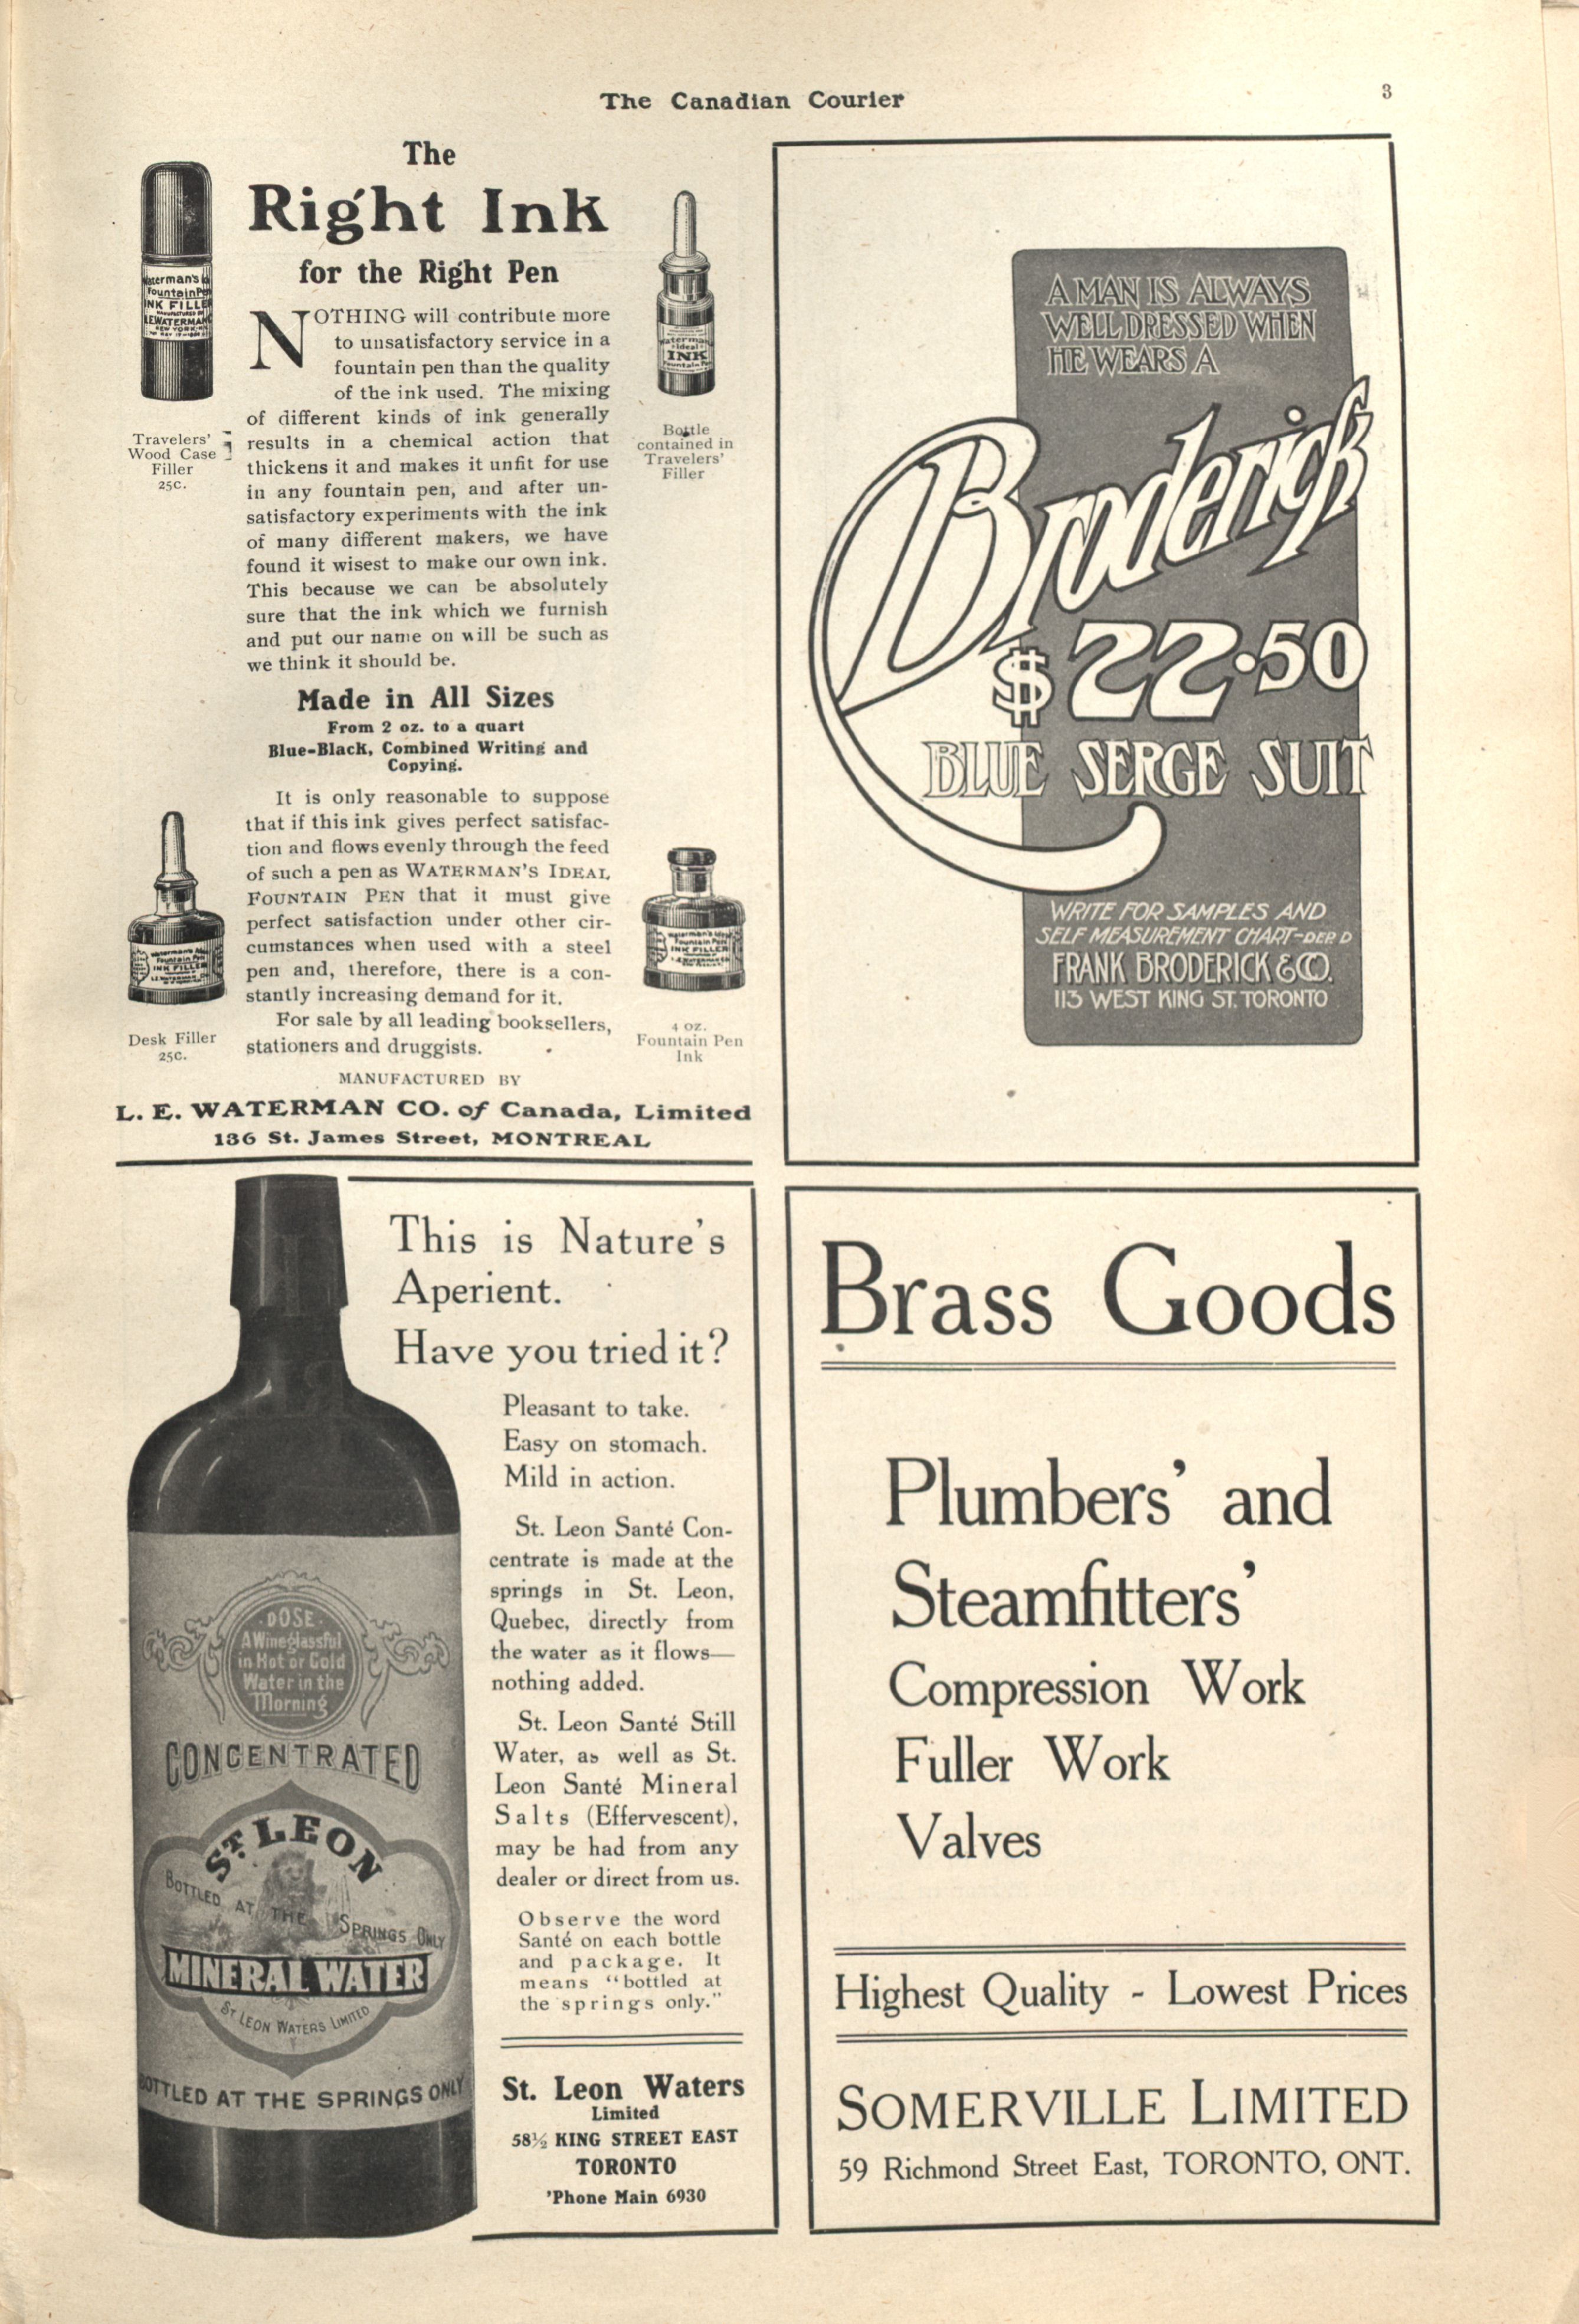 The Canadian Courier
3
The
Right Ink
for the Right Pen
NOTHING will contribute more
to unsatisfactory service in a
fountain pen than the quality
of the ink used. The mixing
of different kinds of ink generally
results in a chemical action that
thickens it and makes it unfit for use
in any fountain pen, and after un-
satisfactory experiments with the ink
of many different makers, we have
found it wisest to make our own ink.
This because we can be absolutely
sure that the ink which we furnish
and put our name on will be such as
we think it should be.
Travelers'
Wood Case
Filler
25c.
Bottle
contained in
Travelers'
Filler
Made in All Sizes
From 2 oz. to a quart
Blue-Black, Combined Writing and
Copying.
It is only reasonable to suppose
that if this ink gives perfect satisfac-
tion and flows evenly through the feed
of such a pen as WATERMAN'S IDEAL
FOUNTAIN PEN that it must give
perfect satisfaction under other cir-
cumstances when used with a steel
pen and, therefore, there is a con-
stantly increasing demand for it.
For sale by all leading booksellers,
stationers and druggists.
Desk Filler
25c.
4 oz.
Fountain Pen
Ink
MANUFACTURED BY
L. E. WATERMAN CO. of Canada, Limited
136 St. James Street, MONTREAL
A MAN IS ALWAYS
WELL DRESSED WHEN
HE WEARS A
Broderick
$22.50
BLUE SERGE SUIT
WRITE FOR SAMPLES AND
SELF MEASUREMENT CHART-DEP. D
FRANK BRODERICK & CO.
113 WEST KING ST. TORONTO
This is Nature's
Aperient.
Have you tried it?
Pleasant to take.
Easy on stomach.
Mild in action.
St. Leon Santé Con-
centrate is made at the
springs in St. Leon,
Quebec, directly from
the water as it flows—
nothing added.
St. Leon Santé Still
Water, as well as St.
Leon Santé Mineral
Salts (Effervescent),
may be had from any
dealer or direct from us.
Observe the word
Santé on each bottle
and package. It
means "bottled at
the springs only."
St. Leon Waters
Limited
58½ KING STREET EAST
TORONTO
'Phone Main 6930
DOSE
A Wineglassful
in Hot or Cold
Water in the
Morning
CONCENTRATED
ST. LEON
BOTTLED AT THE SPRINGS ONLY
MINERAL WATER
ST LEON WATERS LIMITED
BOTTLED AT THE SPRINGS ONLY
Brass Goods
Plumbers' and
Steamfitters'
Compression Work
Fuller Work
Valves
Highest Quality - Lowest Prices
SOMERVILLE LIMITED
59 Richmond Street East, TORONTO, ONT.